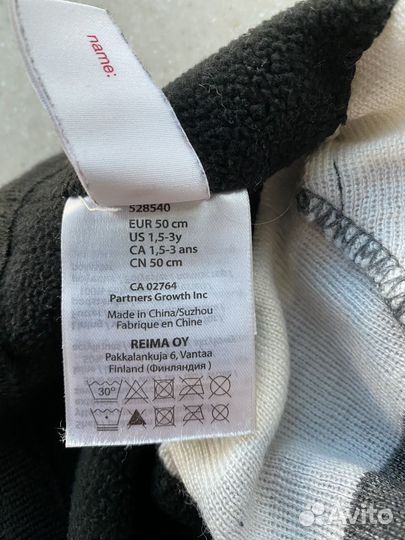 name:
528540
EUR 50 cm
US 1,5-3y
CA 1,5-3 ans
CN 50 cm
CA 02764
Partners Growth Inc
Made in China/Suzhou
Fabrique en Chine
REIMA OY
Pakkalankuja 6, Vantaa
Finland (Финляндия)
30°
Avito